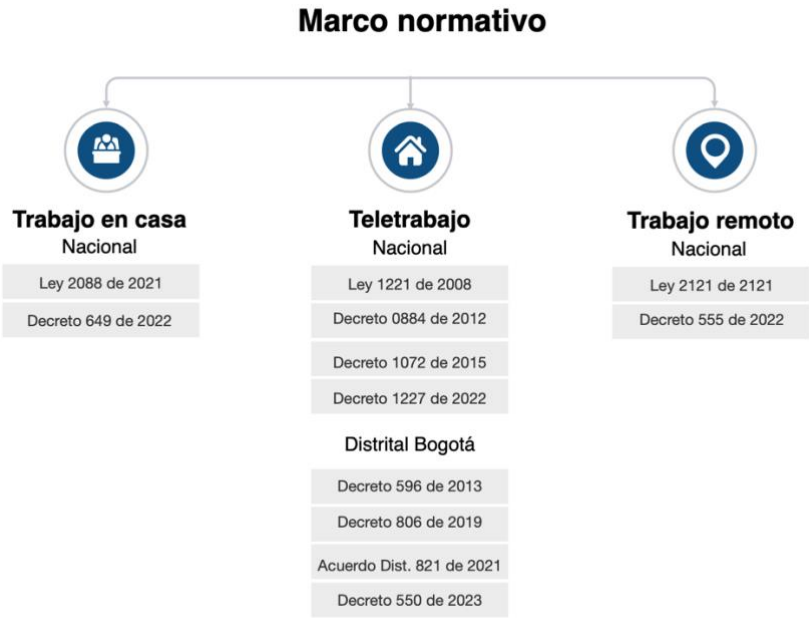 Marco normativo
Trabajo en casa
Nacional
Ley 2088 de 2021
Decreto 649 de 2022
Teletrabajo
Nacional
Ley 1221 de 2008
Decreto 0884 de 2012
Decreto 1072 de 2015
Decreto 1227 de 2022
Distrital Bogotá
Decreto 596 de 2013
Decreto 806 de 2019
Acuerdo Dist. 821 de 2021
Decreto 550 de 2023
Trabajo remoto
Nacional
Ley 2121 de 2121
Decreto 555 de 2022